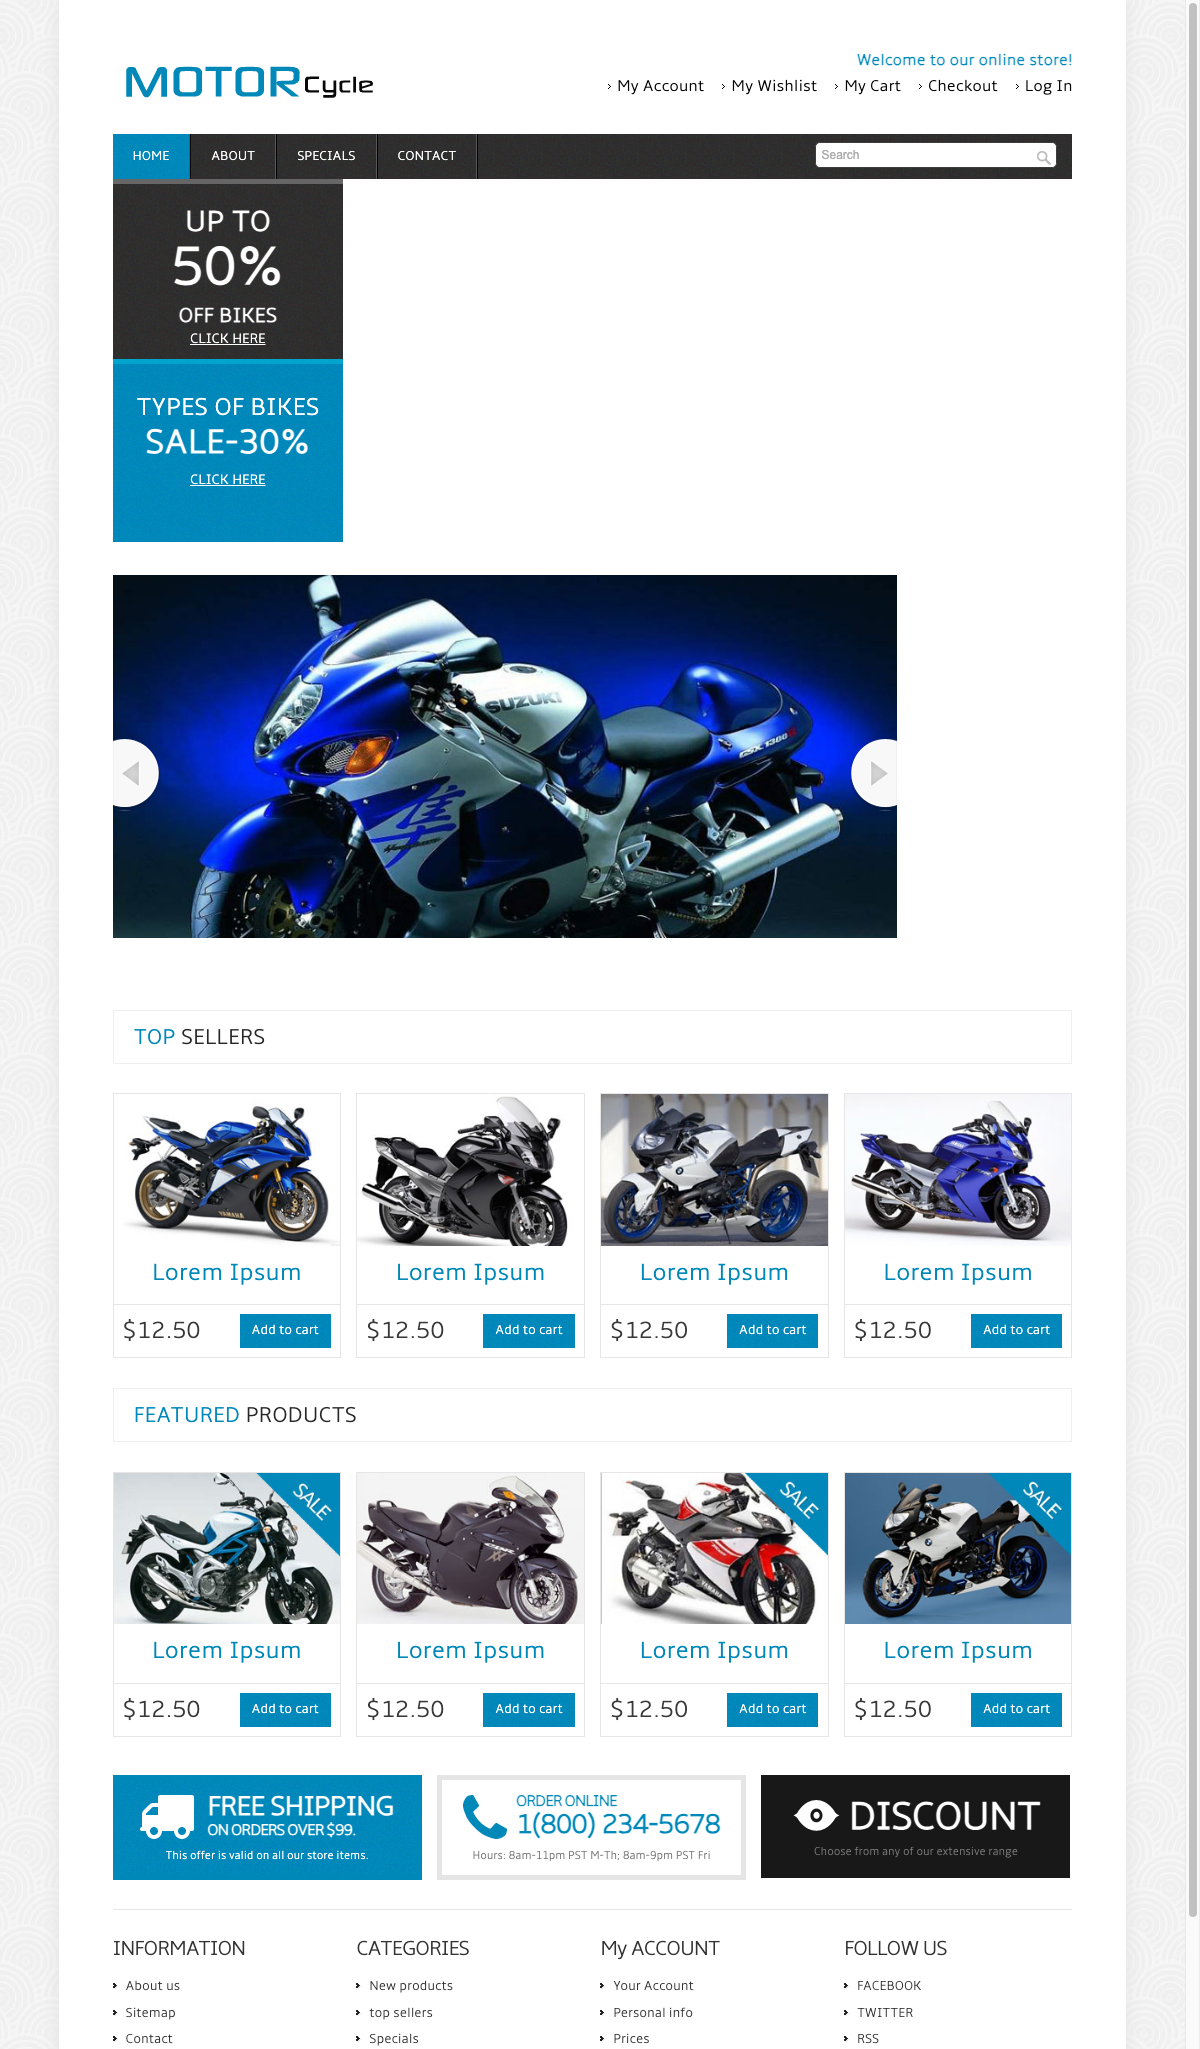 Welcome to our online store!
MOTORCycle
My Account My Wishlist My Cart Checkout Log In
HOME ABOUT SPECIALS CONTACT Search
UP TO
50%
OFF BIKES
CLICK HERE
TYPES OF BIKES
SALE-30%
CLICK HERE
SUZUKI
GSX 1300R
隼
TOP SELLERS
YAMAHA
Lorem Ipsum Lorem Ipsum Lorem Ipsum Lorem Ipsum
$12.50 Add to cart $12.50 Add to cart $12.50 Add to cart $12.50 Add to cart
FEATURED PRODUCTS
SALE SALE SALE
YAMAHA
Lorem Ipsum Lorem Ipsum Lorem Ipsum Lorem Ipsum
$12.50 Add to cart $12.50 Add to cart $12.50 Add to cart $12.50 Add to cart
FREE SHIPPING
ON ORDERS OVER $99.
This offer is valid on all our store items.
ORDER ONLINE
1(800) 234-5678
Hours: 8am-11pm PST M-Th; 8am-9pm PST Fri
DISCOUNT
Choose from any of our extensive range
INFORMATION CATEGORIES My ACCOUNT FOLLOW US
About us New products Your Account FACEBOOK
Sitemap top sellers Personal info TWITTER
Contact Specials Prices RSS